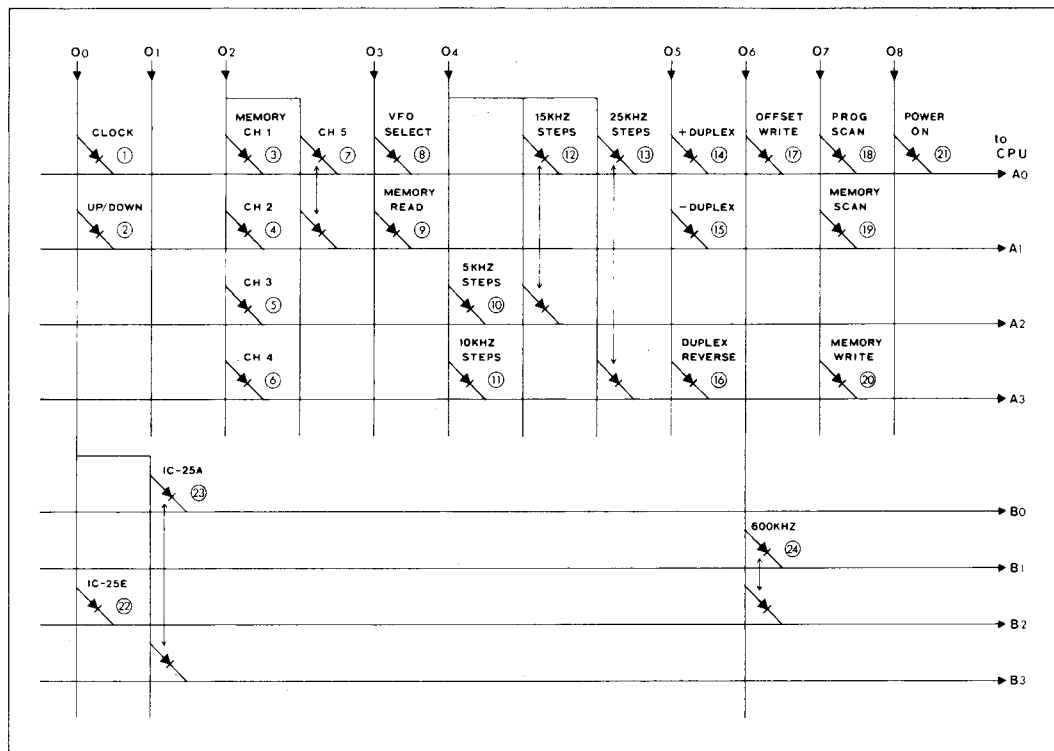 O0 O1 O2 O3 O4 O5 O6 O7 O8
CLOCK
1
MEMORY
CH 1
3
CH 5
7
VFO
SELECT
8
15KHZ
STEPS
12
25KHZ
STEPS
13
+DUPLEX
14
OFFSET
WRITE
17
PROG
SCAN
18
POWER
ON
21
to
CPU
A0
UP/DOWN
2
CH 2
4
MEMORY
READ
9
-DUPLEX
15
MEMORY
SCAN
19
A1
CH 3
5
5KHZ
STEPS
10
A2
CH 4
6
10KHZ
STEPS
11
DUPLEX
REVERSE
16
MEMORY
WRITE
20
A3
IC-25A
23
B0
600KHZ
24
B1
IC-25E
22
B2
B3